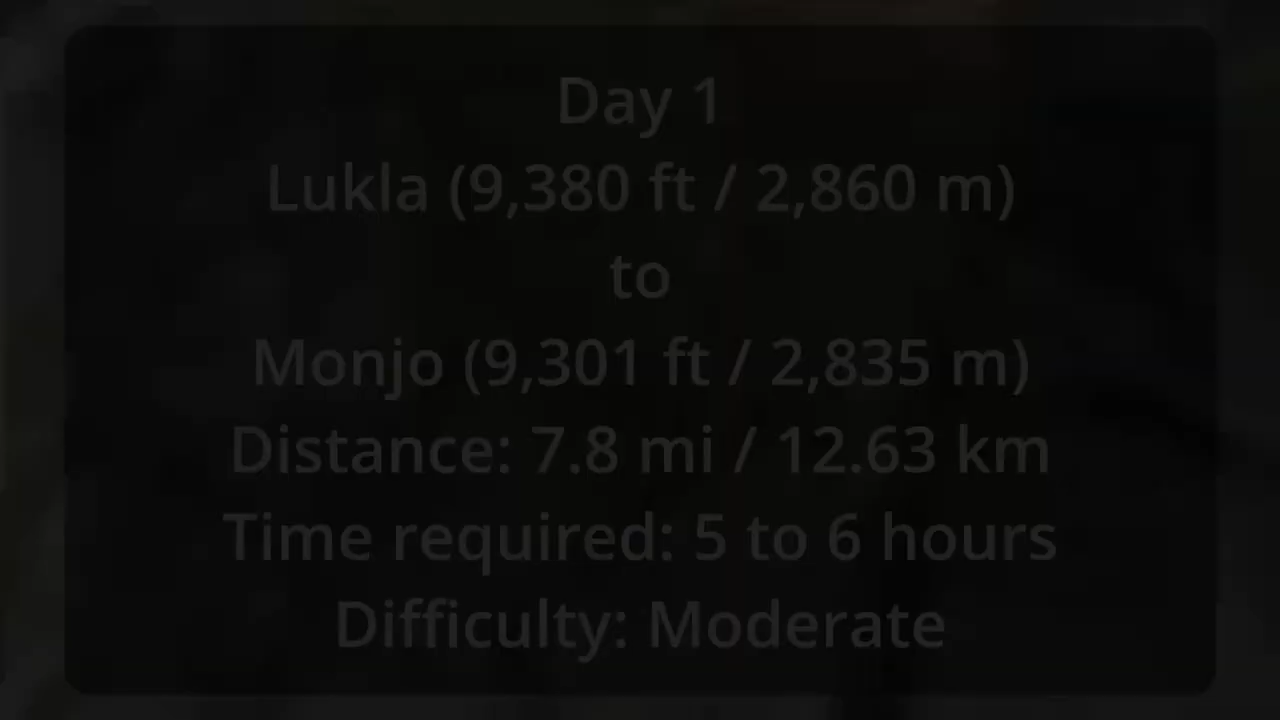 Day 1
Lukla (9,380 ft / 2,860 m)
to
Monjo (9,301 ft / 2,835 m)
Distance: 7.8 mi / 12.63 km
Time required: 5 to 6 hours
Difficulty: Moderate